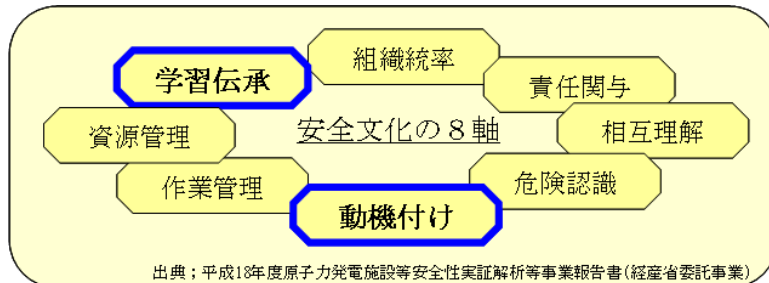 組織統率
学習伝承
責任関与
資源管理
安全文化の８軸
相互理解
作業管理
危険認識
動機付け
出典；平成18年度原子力発電施設等安全性実証解析等事業報告書(経産省委託事業)